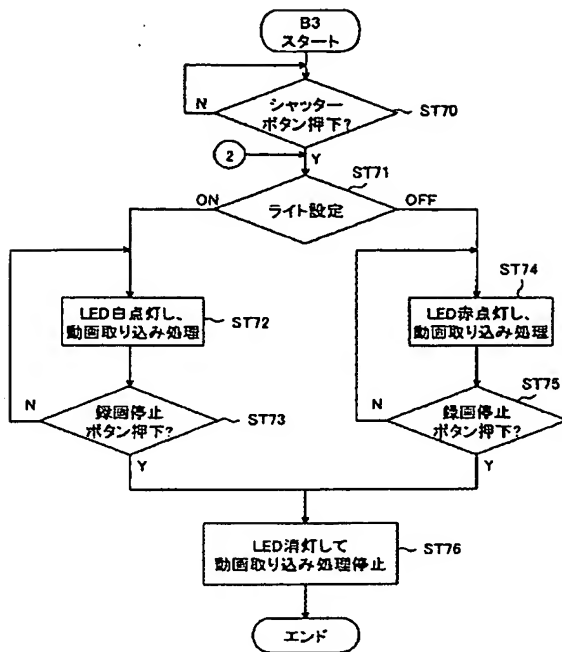 B3
スタート
N
シャッター
ボタン押下?
ST70
2
Y
ST71
ON
ライト設定
OFF
ST74
LED白点灯し、
動画取り込み処理
ST72
LED赤点灯し、
動画取り込み処理
ST75
N
録画停止
ボタン押下?
ST73
N
録画停止
ボタン押下?
Y
Y
LED消灯して
動画取り込み処理停止
ST76
エンド